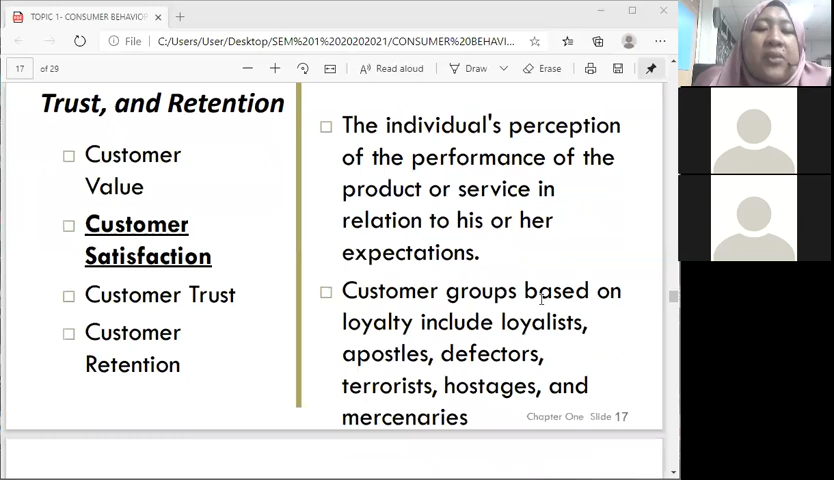 TOPIC 1- CONSUMER BEHAVIOR
File
C:/Users/User/Desktop/SEM%201%2020202021/CONSUMER%20BEHAVI...
17 of 29
Read aloud
Draw
Erase
Trust, and Retention
Customer
Value
Customer
Satisfaction
Customer Trust
Customer
Retention
The individual's perception
of the performance of the
product or service in
relation to his or her
expectations.
Customer groups based on
loyalty include loyalists,
apostles, defectors,
terrorists, hostages, and
mercenaries
Chapter One Slide 17